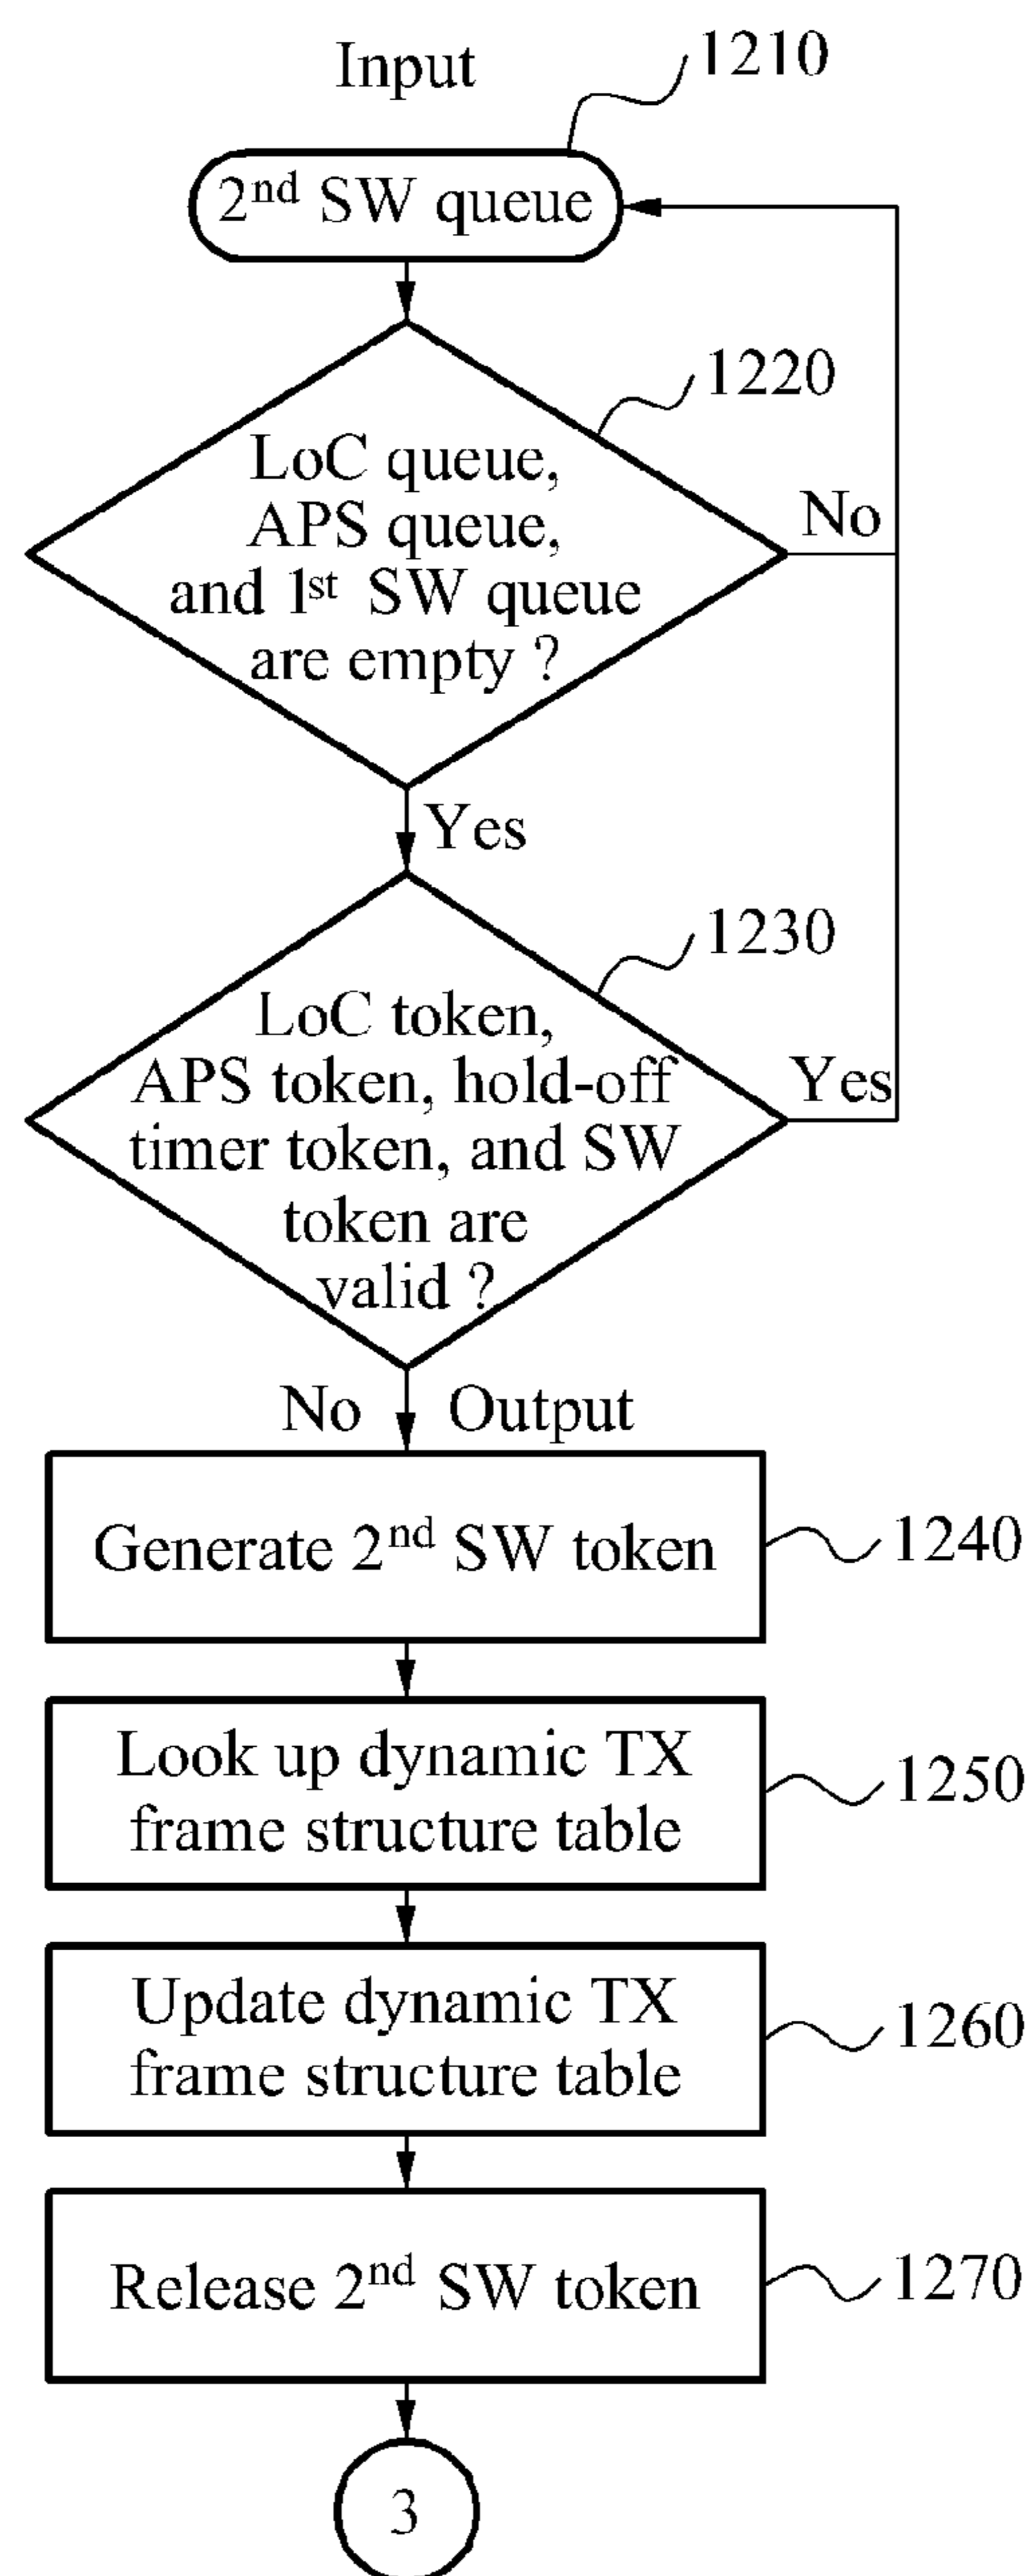 Input
1210
2nd SW queue
1220
LoC queue,
APS queue,
and 1st SW queue
are empty ?
No
Yes
1230
LoC token,
APS token, hold-off
timer token, and SW
token are
valid ?
Yes
No
Output
Generate 2nd SW token
1240
Look up dynamic TX
frame structure table
1250
Update dynamic TX
frame structure table
1260
Release 2nd SW token
1270
3